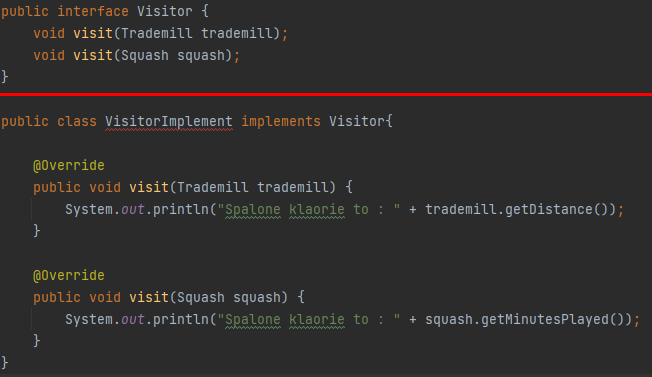 public interface Visitor {
void visit(Trademill trademill);
void visit(Squash squash);
}
public class VisitorImplement implements Visitor{
@Override
public void visit(Trademill trademill) {
System.out.println("Spalone klaorie to : " + trademill.getDistance());
}
@Override
public void visit(Squash squash) {
System.out.println("Spalone klaorie to : " + squash.getMinutesPlayed());
}
}